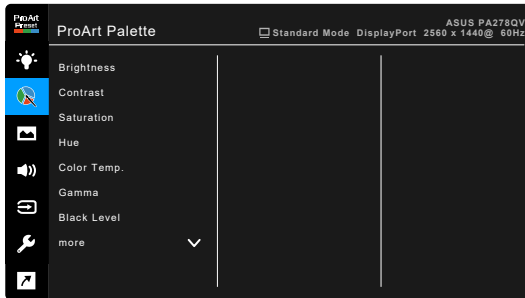 ProArt
Preset
ProArt Palette
ASUS PA278QV
Standard Mode DisplayPort 2560 x 1440@ 60Hz
Brightness
Contrast
Saturation
Hue
Color Temp.
Gamma
Black Level
more